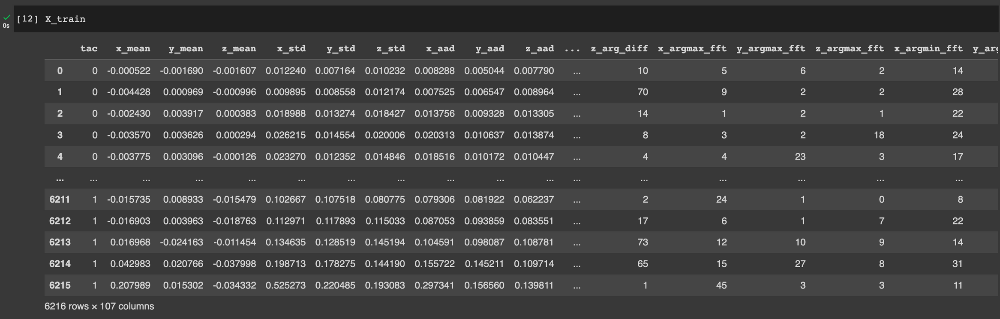 [12] X_train
0s
tac x_mean y_mean z_mean x_std y_std z_std x_aad y_aad z_aad ... z_arg_diff x_argmax_fft y_argmax_fft z_argmax_fft x_argmin_fft
0 0 -0.000522 -0.001690 -0.001607 0.012240 0.007164 0.010232 0.008288 0.005044 0.007790 ... 10 5 6 2 14
1 0 -0.004428 0.000969 -0.000996 0.009895 0.008558 0.012174 0.007525 0.006547 0.008964 ... 70 9 2 2 28
2 0 -0.002430 0.003917 0.000383 0.018988 0.013274 0.018427 0.013756 0.009328 0.013305 ... 14 1 2 1 22
3 0 -0.003570 0.003626 0.000294 0.026215 0.014554 0.020006 0.020313 0.010637 0.013874 ... 8 3 2 18 24
4 0 -0.003775 0.003096 -0.000126 0.023270 0.012352 0.014846 0.018516 0.010172 0.010447 ... 4 4 23 3 17
... ... ... ... ... ... ... ... ... ... ... ... ... ... ... ... ...
6211 1 -0.015735 0.008933 -0.015479 0.102667 0.107518 0.080775 0.079306 0.081922 0.062237 ... 2 24 1 0 8
6212 1 -0.016903 0.003963 -0.018763 0.112971 0.117893 0.115033 0.087053 0.093859 0.083551 ... 17 6 1 7 22
6213 1 0.016968 -0.024163 -0.011454 0.134635 0.128519 0.145194 0.104591 0.098087 0.108781 ... 73 12 10 9 14
6214 1 0.042983 0.020766 -0.037998 0.198713 0.178275 0.144190 0.155722 0.145211 0.109714 ... 65 15 27 8 31
6215 1 0.207989 0.015302 -0.034332 0.525273 0.220485 0.193083 0.297341 0.156560 0.139811 ... 1 45 3 3 11
6216 rows × 107 columns